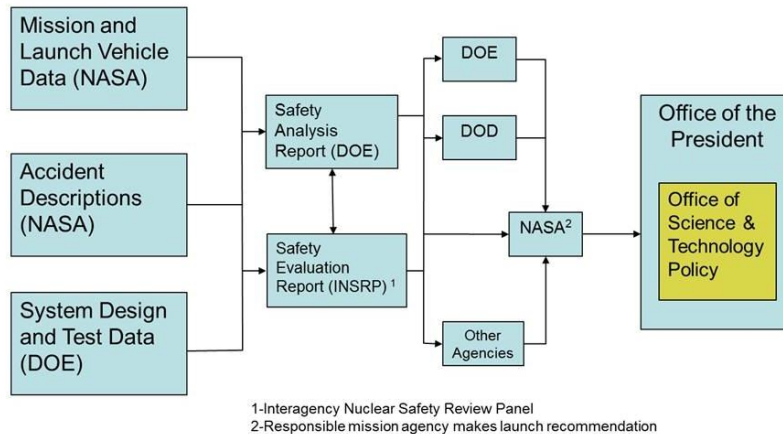 Mission and
Launch Vehicle
Data (NASA)
Accident
Descriptions
(NASA)
System Design
and Test Data
(DOE)
Safety
Analysis
Report (DOE)
Safety
Evaluation
Report (INSRP) ¹
DOE
DOD
NASA²
Other
Agencies
Office of the
President
Office of
Science &
Technology
Policy
1-Interagency Nuclear Safety Review Panel
2-Responsible mission agency makes launch recommendation